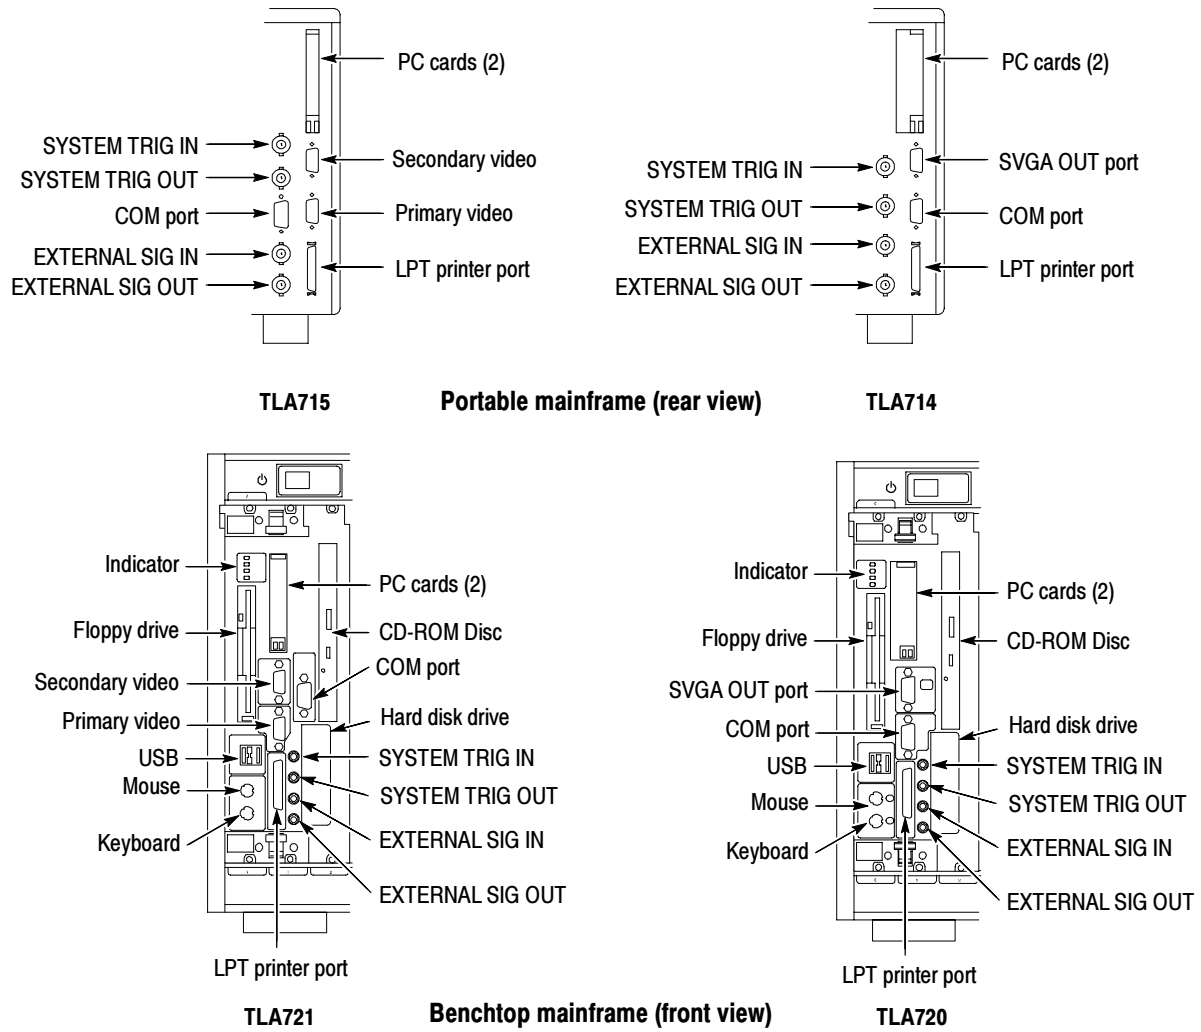 PC cards (2)
SYSTEM TRIG IN
Secondary video
SYSTEM TRIG OUT
COM port
Primary video
EXTERNAL SIG IN
LPT printer port
EXTERNAL SIG OUT
PC cards (2)
SYSTEM TRIG IN
SVGA OUT port
SYSTEM TRIG OUT
COM port
EXTERNAL SIG IN
LPT printer port
EXTERNAL SIG OUT
TLA715
Portable mainframe (rear view)
TLA714
Indicator
PC cards (2)
Floppy drive
CD-ROM Disc
COM port
Secondary video
Primary video
Hard disk drive
USB
SYSTEM TRIG IN
Mouse
SYSTEM TRIG OUT
Keyboard
EXTERNAL SIG IN
EXTERNAL SIG OUT
LPT printer port
Indicator
PC cards (2)
Floppy drive
CD-ROM Disc
SVGA OUT port
COM port
Hard disk drive
USB
SYSTEM TRIG IN
Mouse
SYSTEM TRIG OUT
Keyboard
EXTERNAL SIG IN
EXTERNAL SIG OUT
LPT printer port
TLA721
Benchtop mainframe (front view)
TLA720